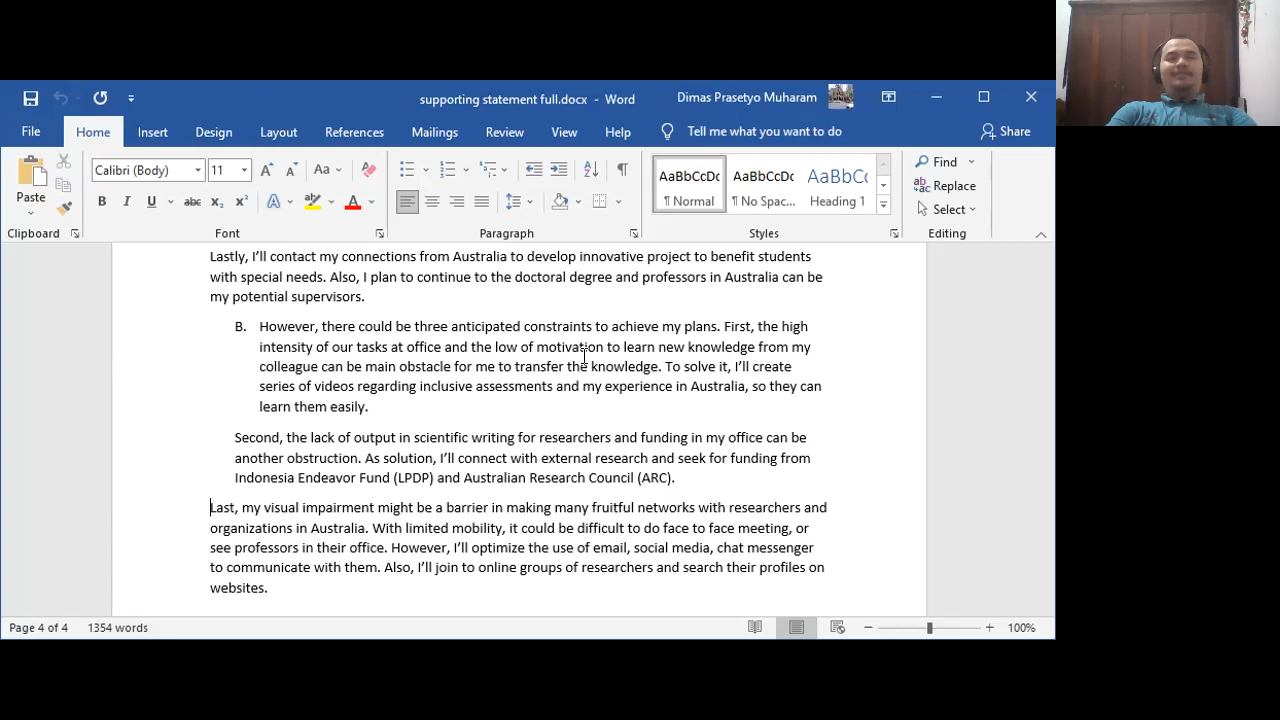 supporting statement full.docx - Word
Dimas Prasetyo Muharam
File Home Insert Design Layout References Mailings Review View Help Tell me what you want to do Share
Paste
Clipboard
Calibri (Body) 11
Font
Paragraph
AaBbCcDc AaBbCcDc AaBbCc
¶ Normal ¶ No Spac... Heading 1
Styles
Find
Replace
Select
Editing
Lastly, I’ll contact my connections from Australia to develop innovative project to benefit students
with special needs. Also, I plan to continue to the doctoral degree and professors in Australia can be
my potential supervisors.
B. However, there could be three anticipated constraints to achieve my plans. First, the high
intensity of our tasks at office and the low of motivation to learn new knowledge from my
colleague can be main obstacle for me to transfer the knowledge. To solve it, I’ll create
series of videos regarding inclusive assessments and my experience in Australia, so they can
learn them easily.
Second, the lack of output in scientific writing for researchers and funding in my office can be
another obstruction. As solution, I’ll connect with external research and seek for funding from
Indonesia Endeavor Fund (LPDP) and Australian Research Council (ARC).
Last, my visual impairment might be a barrier in making many fruitful networks with researchers and
organizations in Australia. With limited mobility, it could be difficult to do face to face meeting, or
see professors in their office. However, I’ll optimize the use of email, social media, chat messenger
to communicate with them. Also, I’ll join to online groups of researchers and search their profiles on
websites.
Page 4 of 4 1354 words 100%